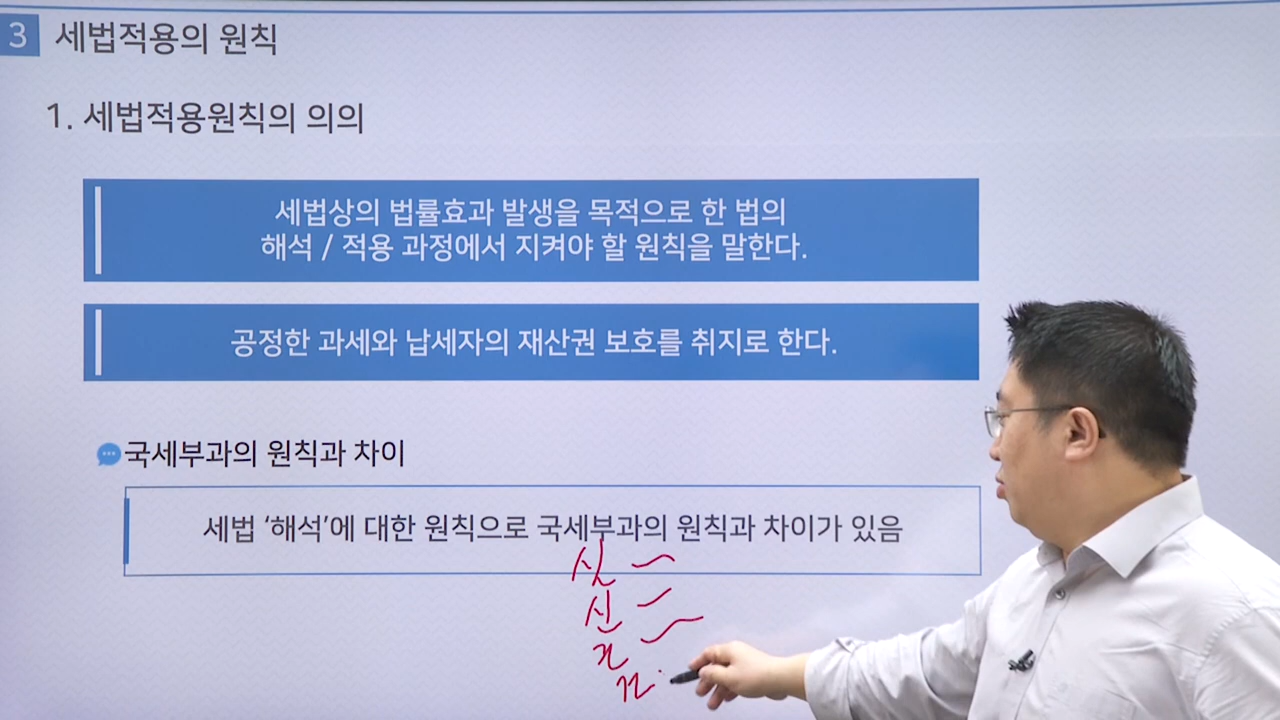 3 세법적용의 원칙
1. 세법적용원칙의 의의
세법상의 법률효과 발생을 목적으로 한 법의
해석 / 적용 과정에서 지켜야 할 원칙을 말한다.
공정한 과세와 납세자의 재산권 보호를 취지로 한다.
국세부과의 원칙과 차이
세법 ‘해석’에 대한 원칙으로 국세부과의 원칙과 차이가 있음
신